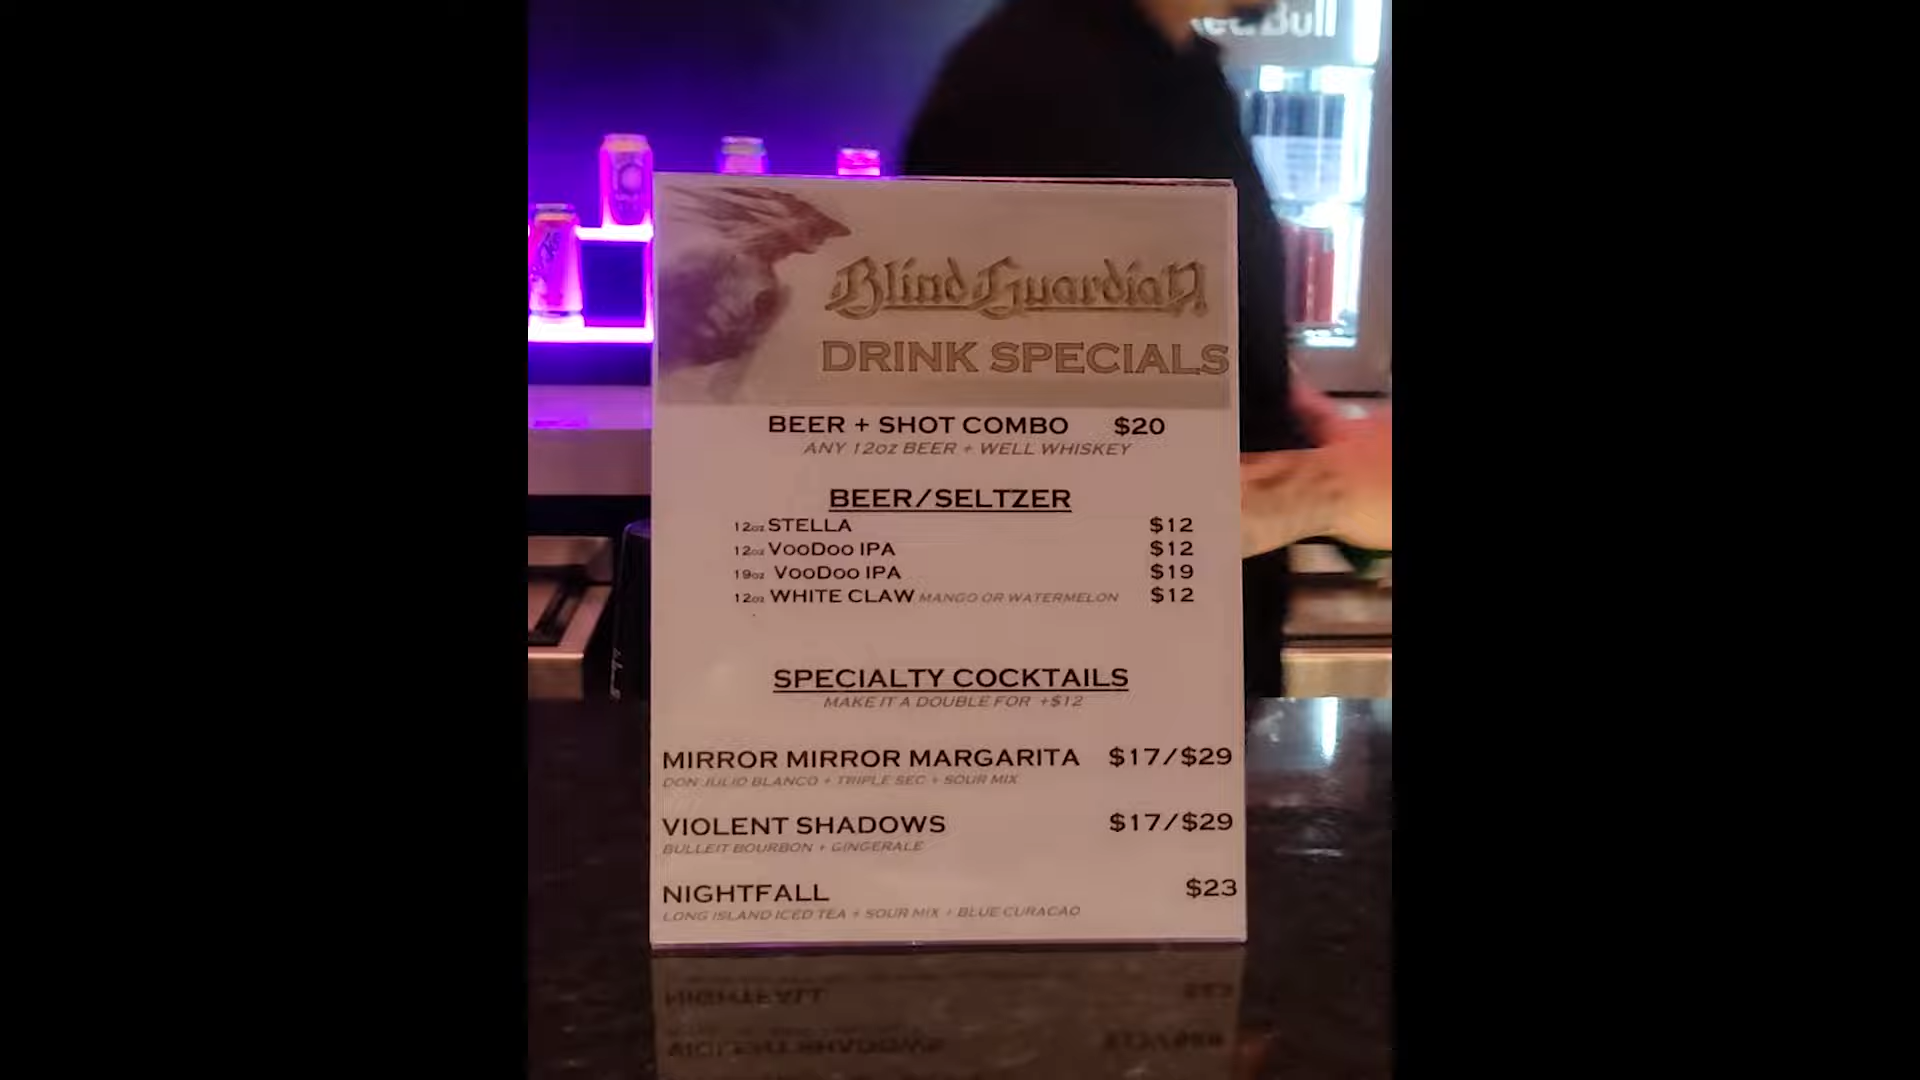 Red Bull
Blind Guardian
DRINK SPECIALS
BEER + SHOT COMBO $20
ANY 12oz BEER + WELL WHISKEY
BEER/SELTZER
12oz STELLA $12
12oz VooDoo IPA $12
19oz VooDoo IPA $19
12oz WHITE CLAW MANGO OR WATERMELON $12
SPECIALTY COCKTAILS
MAKE IT A DOUBLE FOR +$12
MIRROR MIRROR MARGARITA $17/$29
DON JULIO BLANCO + TRIPLE SEC + SOUR MIX
VIOLENT SHADOWS $17/$29
BULLEIT BOURBON + GINGERALE
NIGHTFALL $23
LONG ISLAND ICED TEA + SOUR MIX + BLUE CURACAO